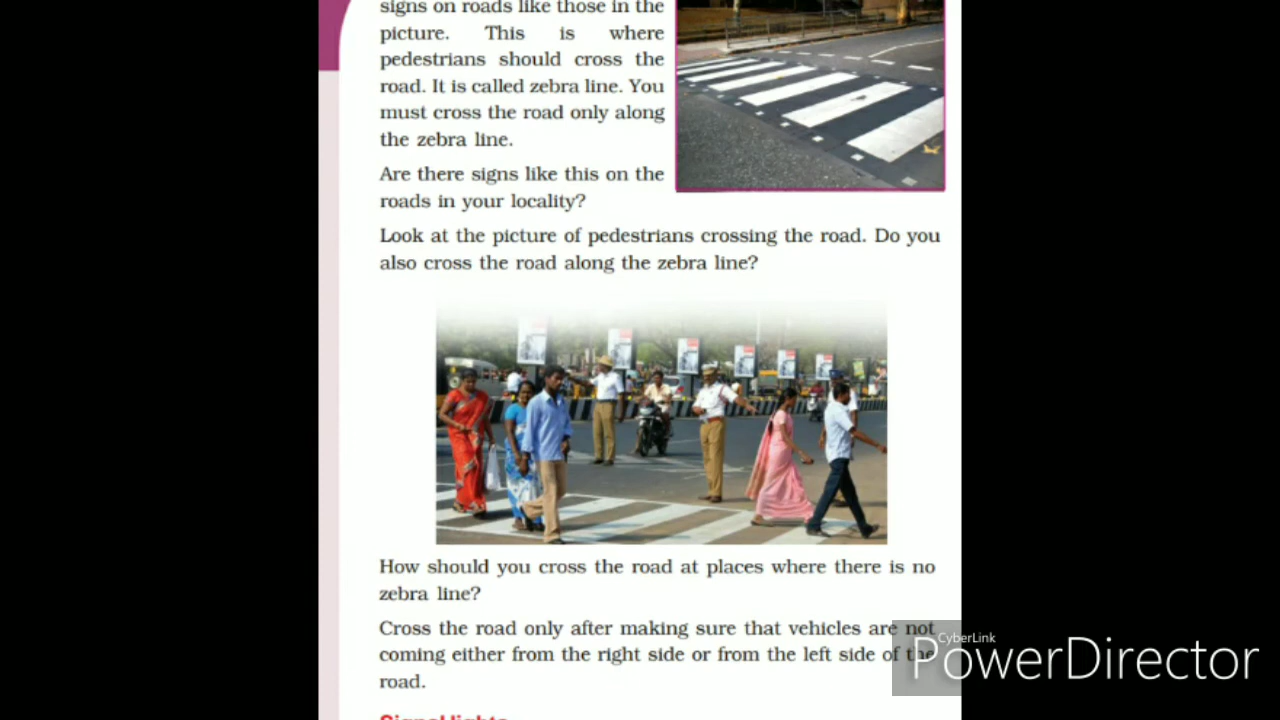 signs on roads like those in the
picture. This is where
pedestrians should cross the
road. It is called zebra line. You
must cross the road only along
the zebra line.
Are there signs like this on the
roads in your locality?
Look at the picture of pedestrians crossing the road. Do you
also cross the road along the zebra line?
How should you cross the road at places where there is no
zebra line?
Cross the road only after making sure that vehicles are not
coming either from the right side or from the left side of the
road.
Signal lights
CyberLink
PowerDirector